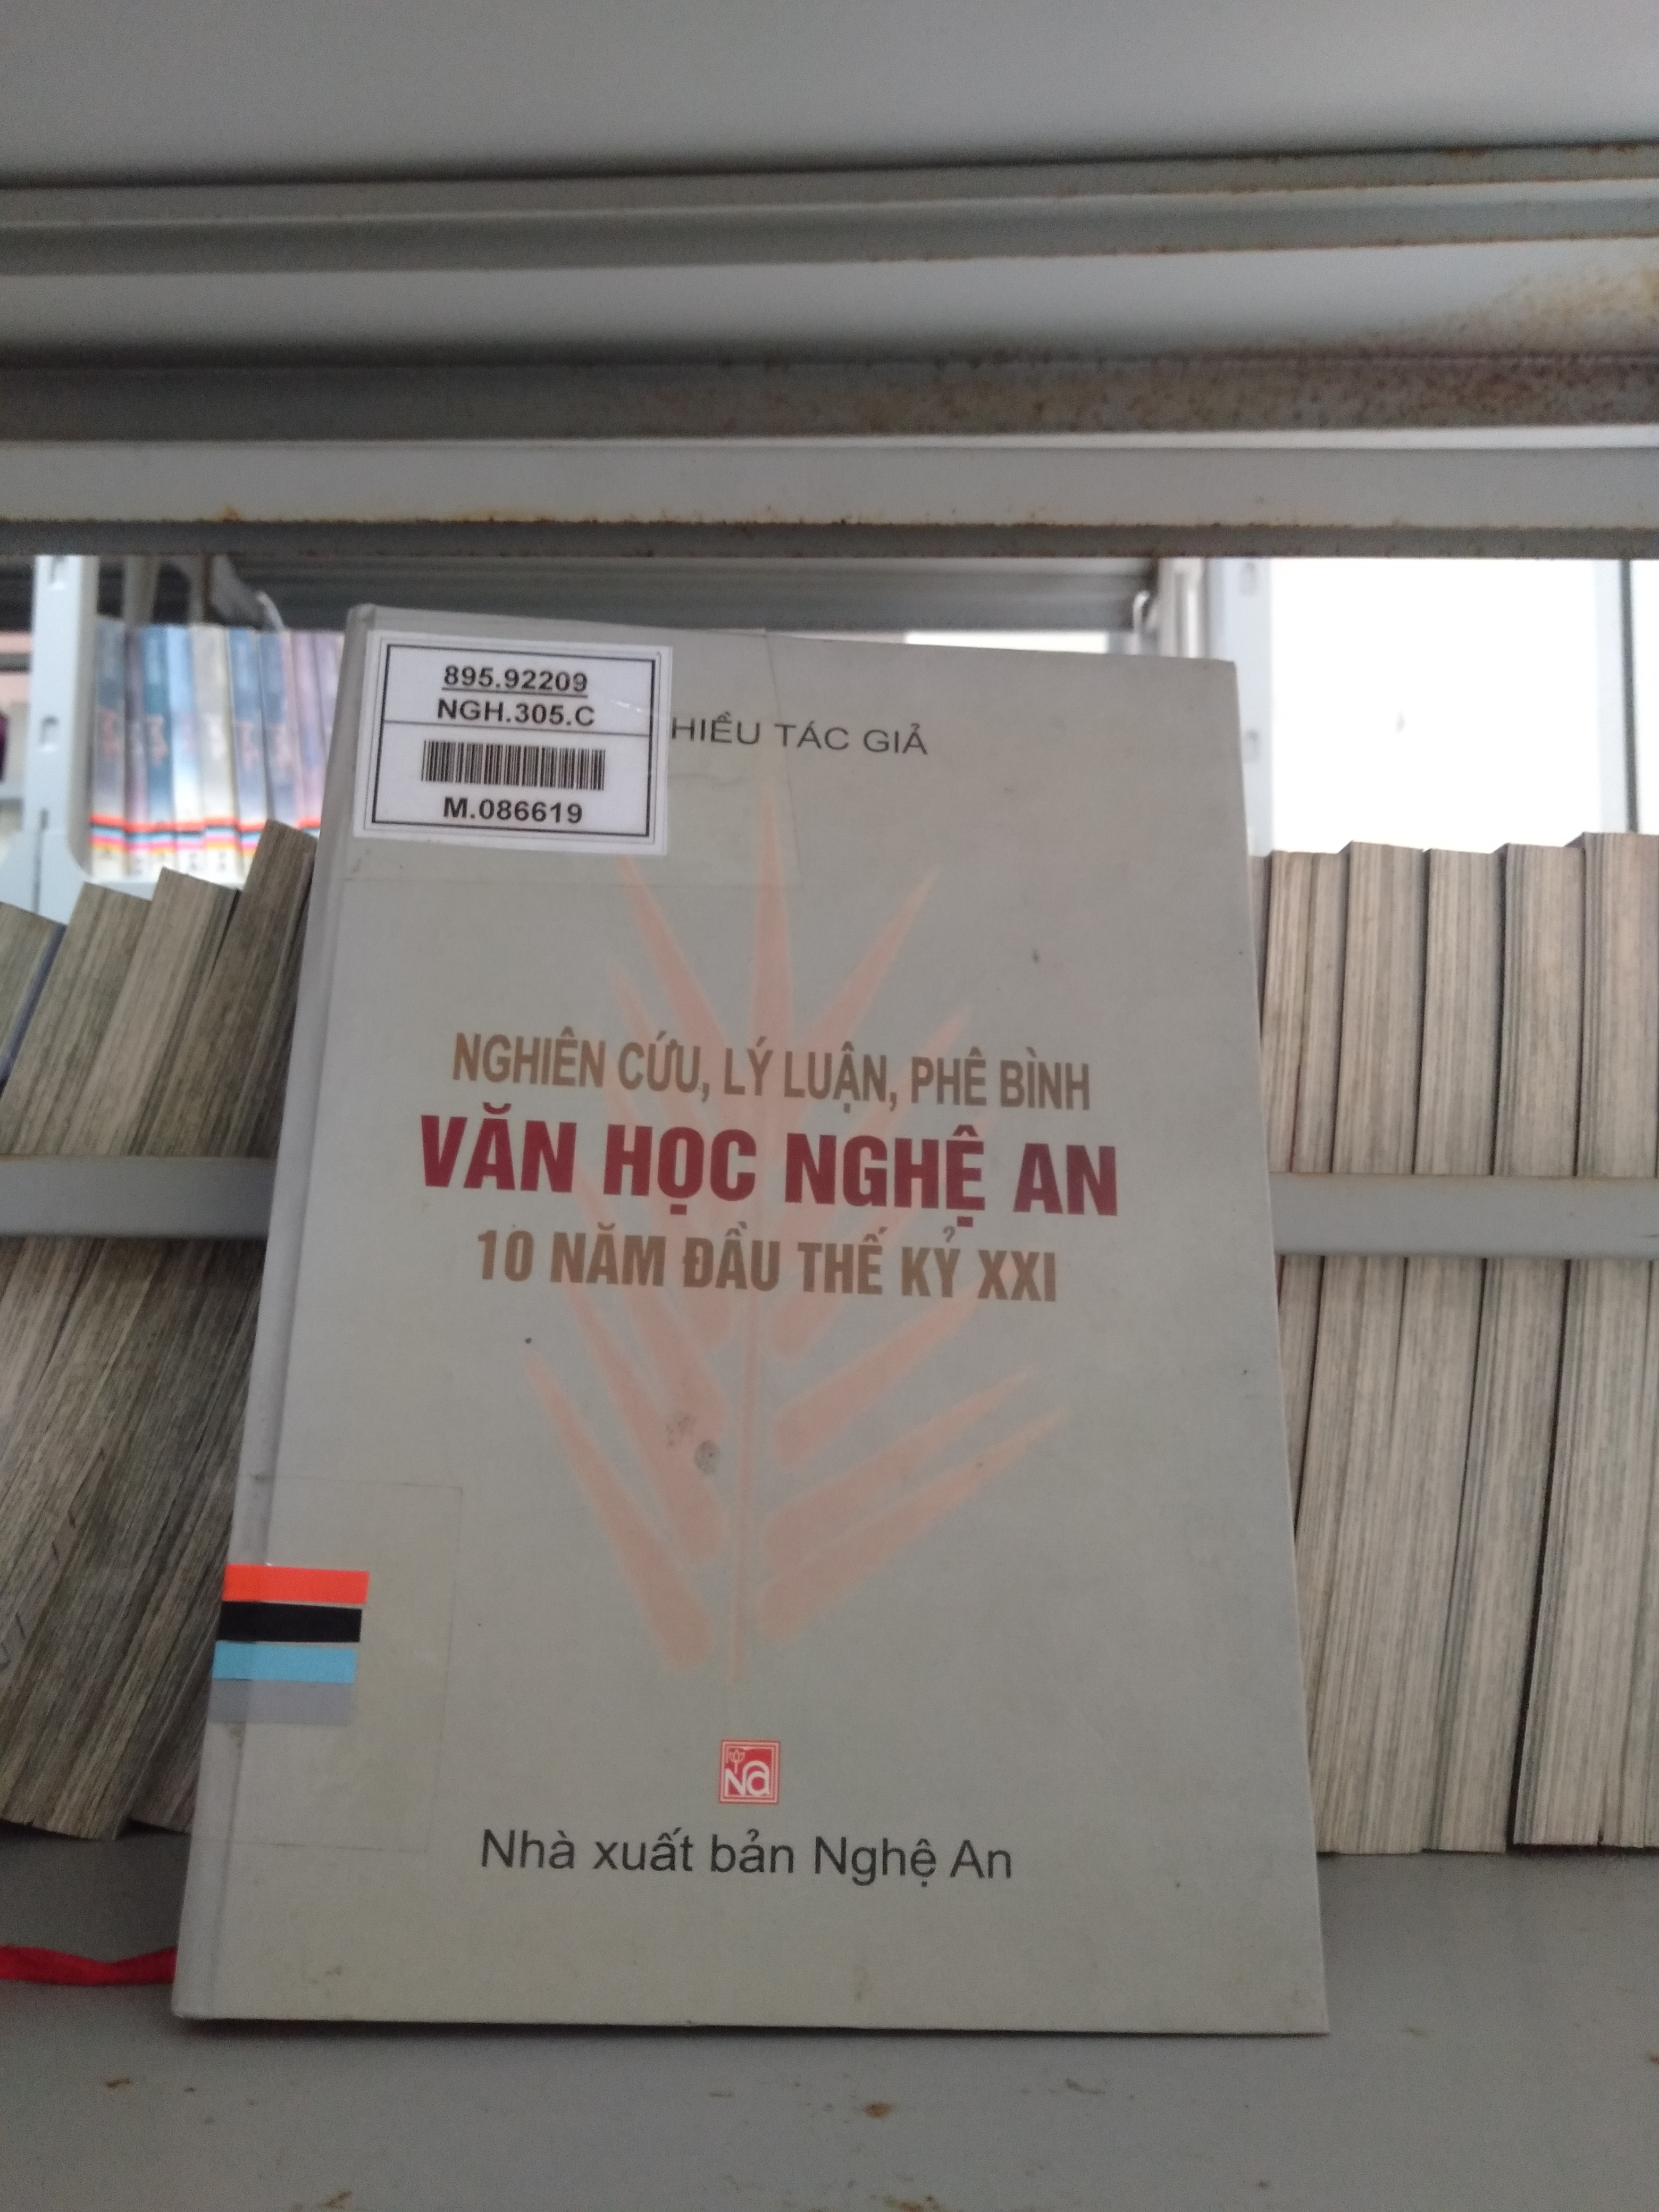 895.92209
NGH.305.C
M.086619
HIỀU TÁC GIẢ
NGHIÊN CỨU, LÝ LUẬN, PHÊ BÌNH
VĂN HỌC NGHỆ AN
10 NĂM ĐẦU THẾ KỶ XXI
Na
Nhà xuất bản Nghệ An